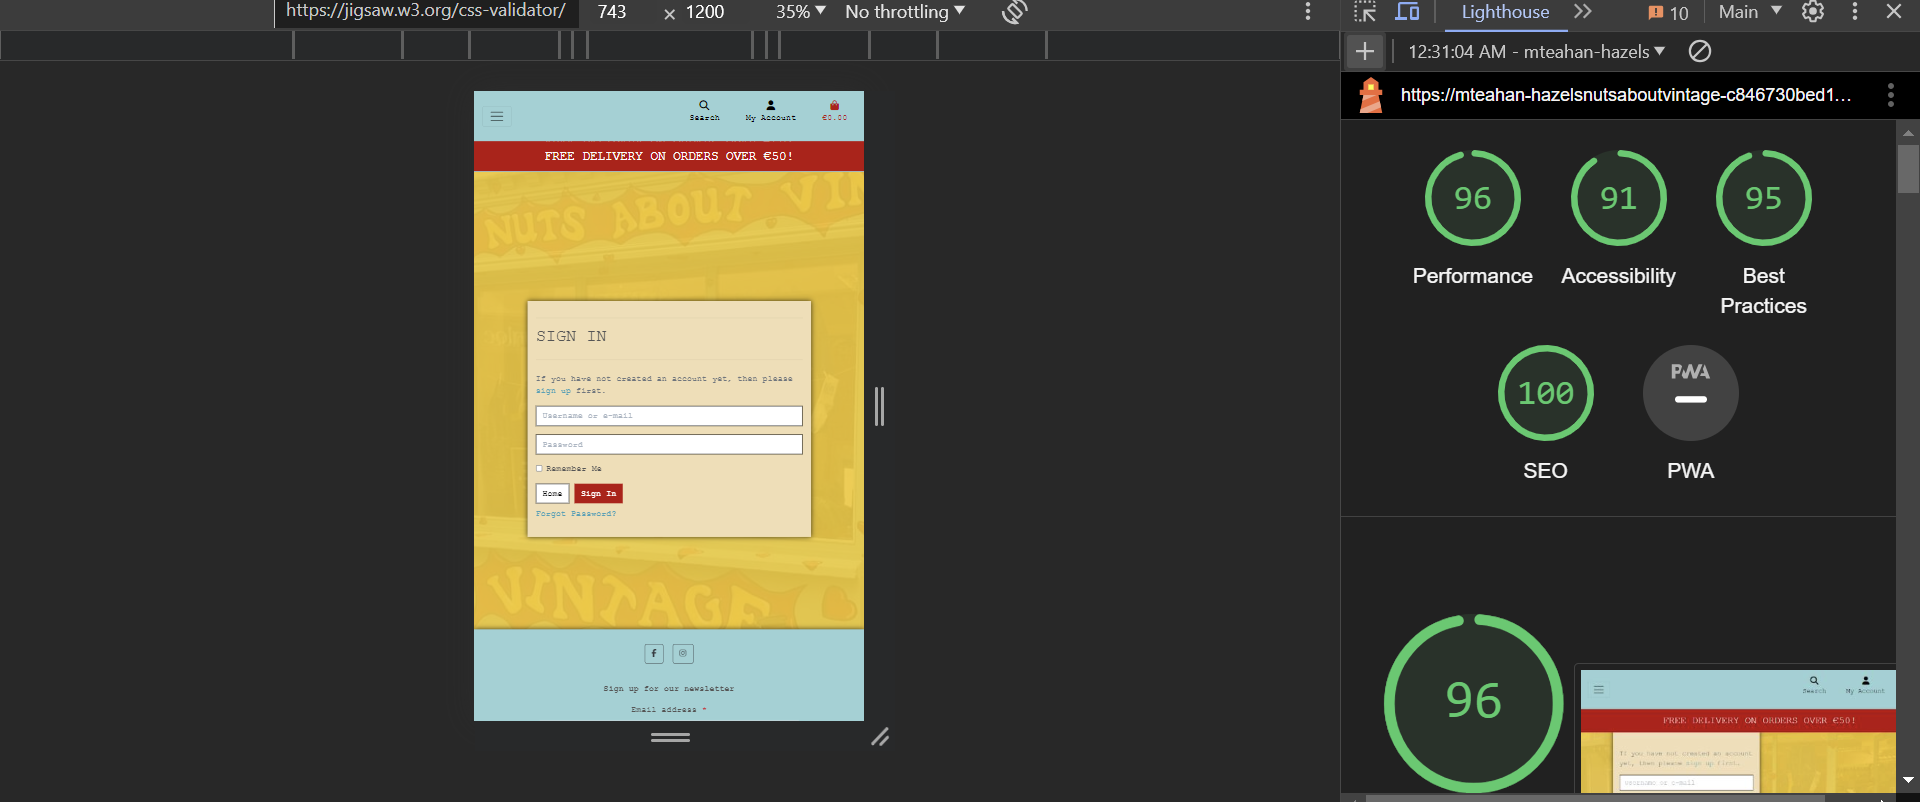 https://jigsaw.w3.org/css-validator/
743 × 1200 35% No throttling
Lighthouse 10 Main
12:31:04 AM - mteahan-hazels
https://mteahan-hazelsnutsaboutvintage-c846730bed1…
Search My Account €0.00
FREE DELIVERY ON ORDERS OVER €50!
NUTS ABOUT VIN
SIGN IN
If you have not created an account yet, then please
sign up first.
Username or e-mail
Password
Remember Me
Home Sign In
Forgot Password?
VINTAGE
Sign up for our newsletter
Email address *
96 91 95
Performance Accessibility Best
Practices
100 PWA
SEO PWA
96
Search My Account
FREE DELIVERY ON ORDERS OVER €50!
If you have not created an account
yet, then please sign up first.
Username or e-mail